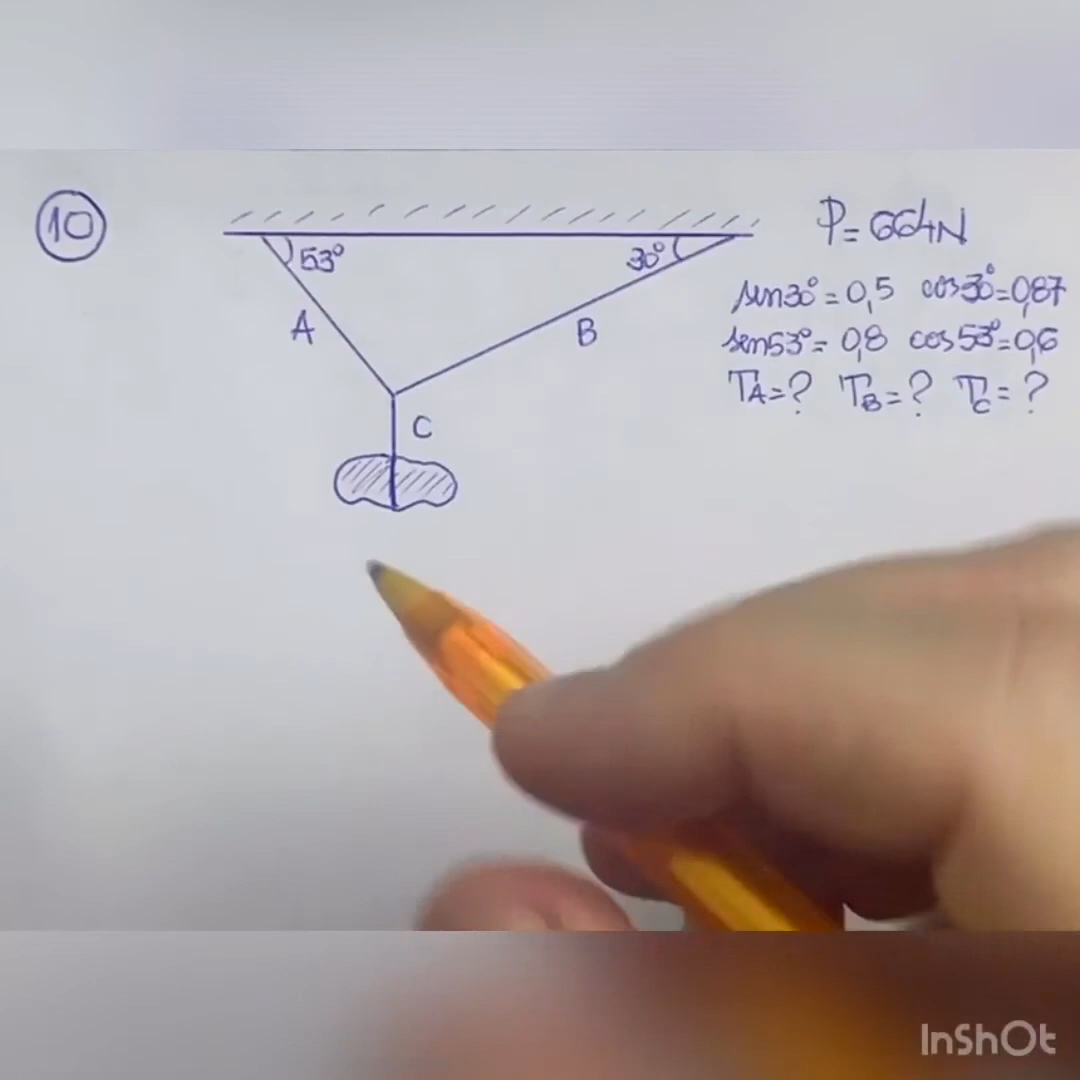 10
53° 30°
A
B
C
P= 664N
sen30°= 0,5 cos30°=0,87
sen53°= 0,8 cos53°=0,6
TA=? TB=? TC=?
InShOt